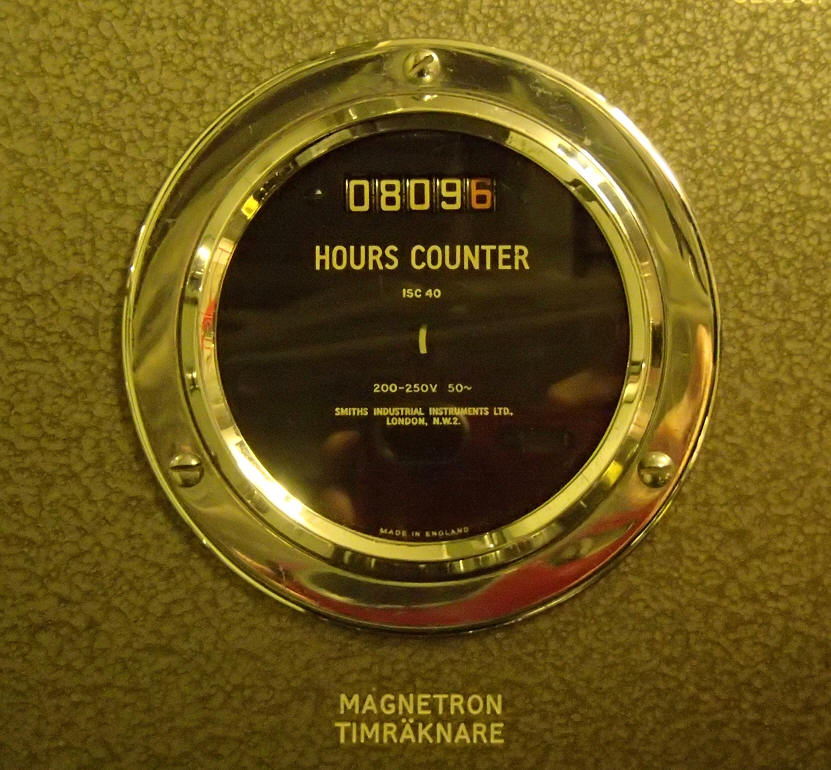 08096
HOURS COUNTER
ISC 40
200-250V 50~
SMITHS INDUSTRIAL INSTRUMENTS LTD.,
LONDON, N.W.2.
MADE IN ENGLAND
MAGNETRON
TIMRÄKNARE